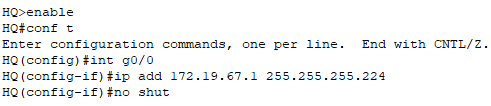 HQ>enable
HQ#conf t
Enter configuration commands, one per line.  End with CNTL/Z.
HQ(config)#int g0/0
HQ(config-if)#ip add 172.19.67.1 255.255.255.224
HQ(config-if)#no shut